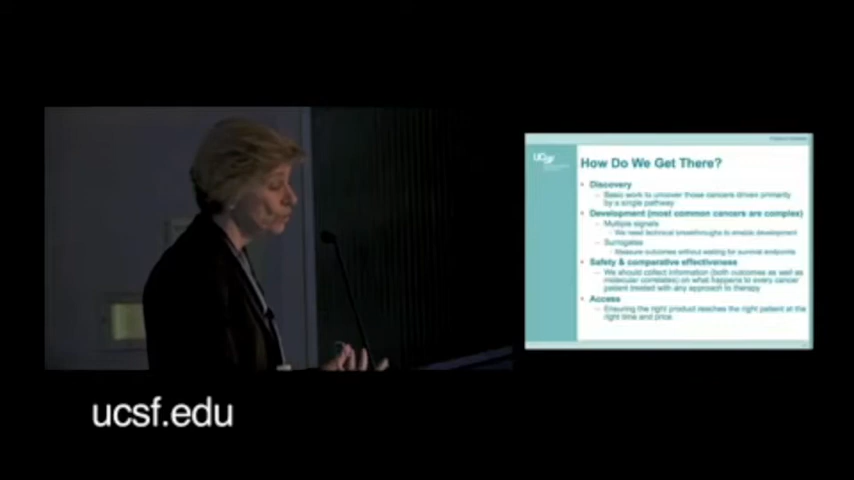 UCSF
How Do We Get There?
• Discovery
– Basic work to uncover those cancers driven primarily
by a single pathway
• Development (most common cancers are complex)
– Multiple signals
- We need technical breakthroughs to enable development
– Surrogates
- Measure outcomes without waiting for survival endpoints
• Safety & comparative effectiveness
– We should collect information (both outcomes as well as
molecular correlates) on what happens to every cancer
patient treated with any approach to therapy
• Access
– Ensuring the right product reaches the right patient at the
right time and price
ucsf.edu